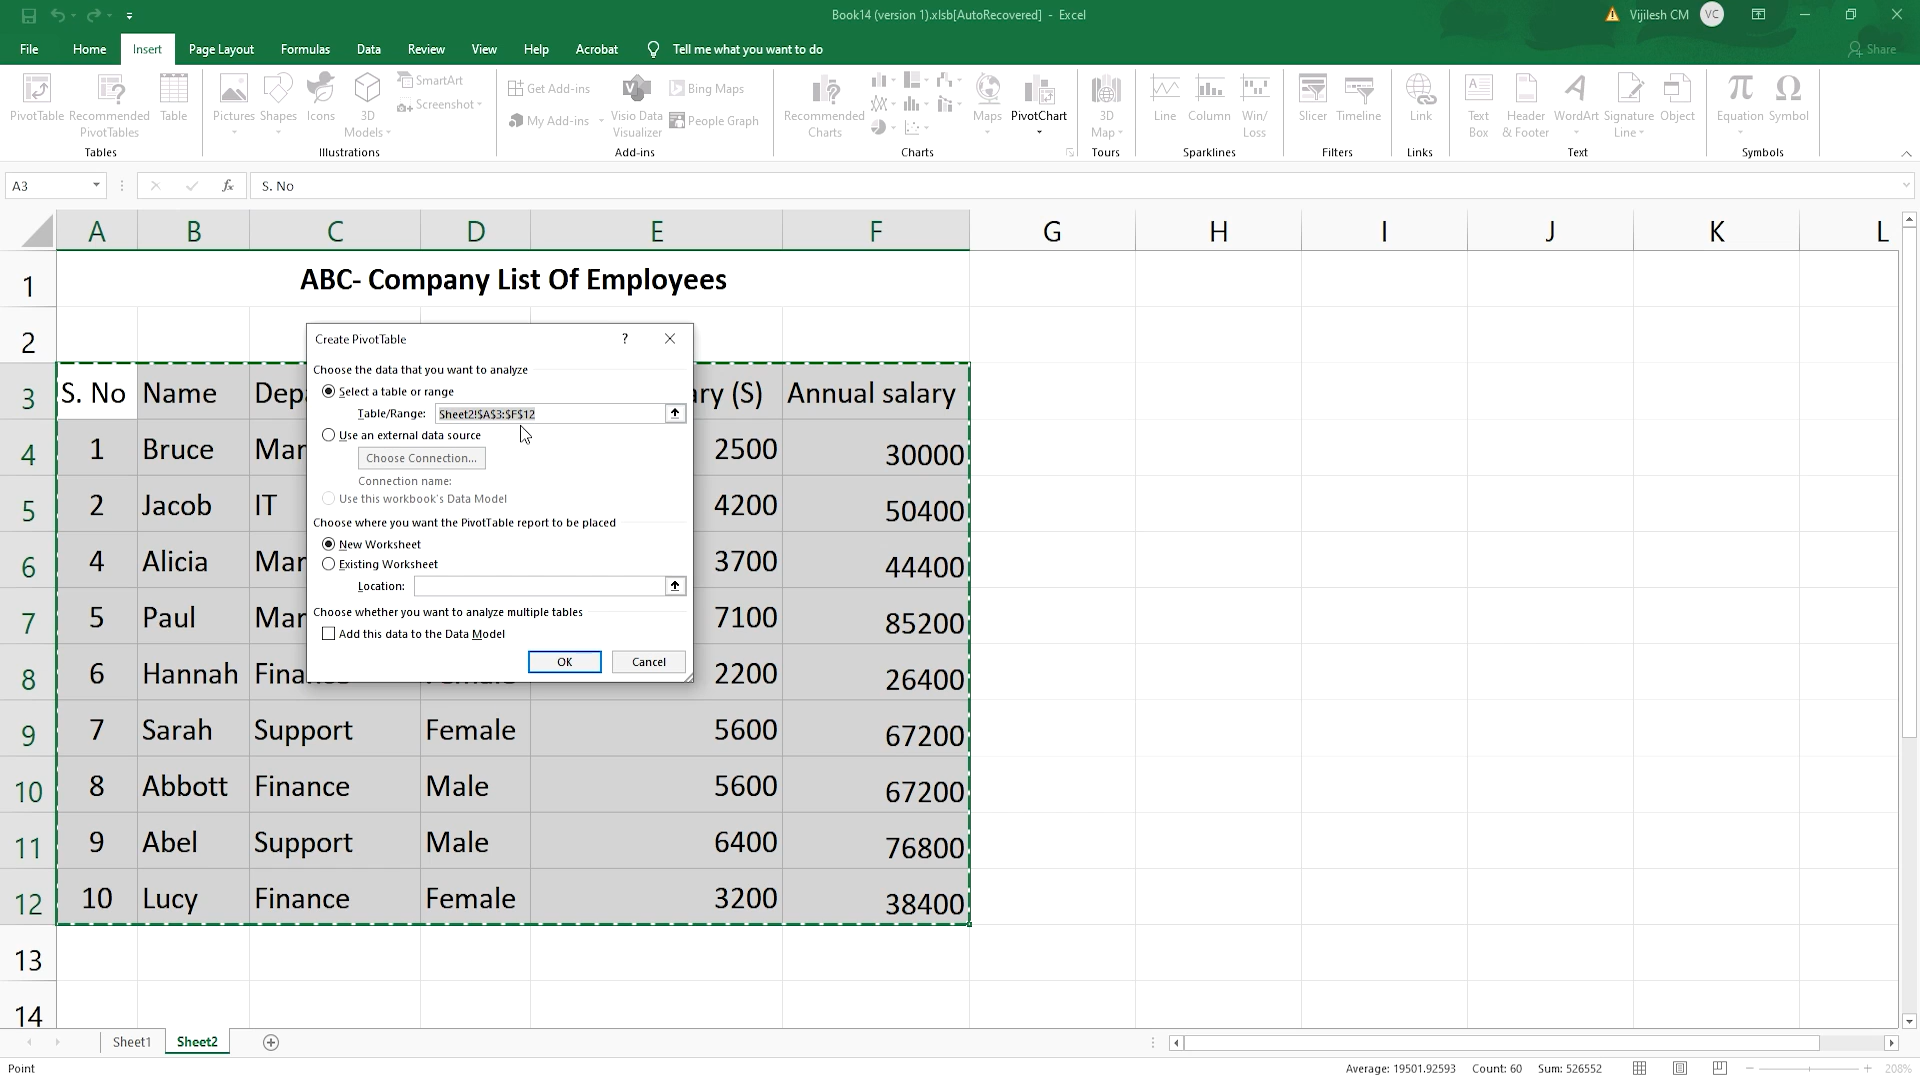 Book14 (version 1).xlsb[AutoRecovered] - Excel
Vijilesh CM
VC
File Home Insert Page Layout Formulas Data Review View Help Acrobat Tell me what you want to do
Share
PivotTable
Recommended
PivotTables
Table
Tables
Pictures
Shapes
Icons
3D
Models
SmartArt
Screenshot
Illustrations
Get Add-ins
My Add-ins
Visio Data
Visualizer
Bing Maps
People Graph
Add-ins
Recommended
Charts
Maps
PivotChart
Charts
3D
Map
Tours
Line
Column
Win/
Loss
Sparklines
Slicer
Timeline
Filters
Link
Links
Text
Box
Header
& Footer
WordArt
Signature
Line
Object
Text
Equation
Symbol
Symbols
A3
fx
S. No
A B C D E F G H I J K L
1 ABC- Company List Of Employees
2
3 S. No Name Dep ary (S) Annual salary
4 1 Bruce Mar 2500 30000
5 2 Jacob IT 4200 50400
6 4 Alicia Mar 3700 44400
7 5 Paul Mar 7100 85200
8 6 Hannah Fina 2200 26400
9 7 Sarah Support Female 5600 67200
10 8 Abbott Finance Male 5600 67200
11 9 Abel Support Male 6400 76800
12 10 Lucy Finance Female 3200 38400
13
14
Create PivotTable
?
Choose the data that you want to analyze
Select a table or range
Table/Range: Sheet2!$A$3:$F$12
Use an external data source
Choose Connection...
Connection name:
Use this workbook's Data Model
Choose where you want the PivotTable report to be placed
New Worksheet
Existing Worksheet
Location:
Choose whether you want to analyze multiple tables
Add this data to the Data Model
OK Cancel
Sheet1 Sheet2
Point
Average: 19501.92593 Count: 60 Sum: 526552
208%